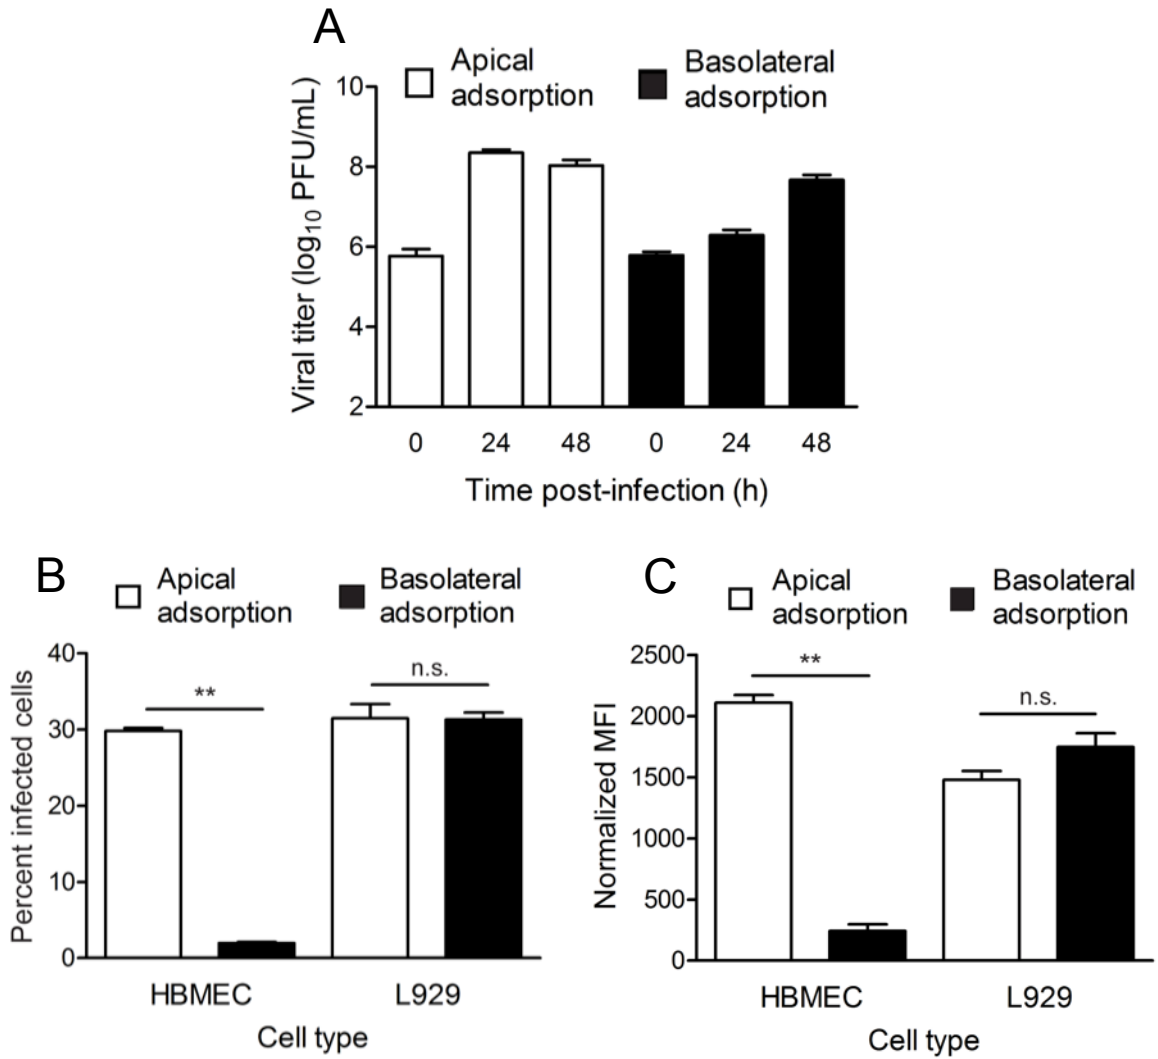 A
Apical
adsorption
Basolateral
adsorption
Viral titer (log10 PFU/mL)
10
8
6
4
2
0 24 48 0 24 48
Time post-infection (h)
B
Apical
adsorption
Basolateral
adsorption
Percent infected cells
40
30
20
10
0
**
n.s.
HBMEC L929
Cell type
C
Apical
adsorption
Basolateral
adsorption
Normalized MFI
2500
2000
1500
1000
500
0
**
n.s.
HBMEC L929
Cell type